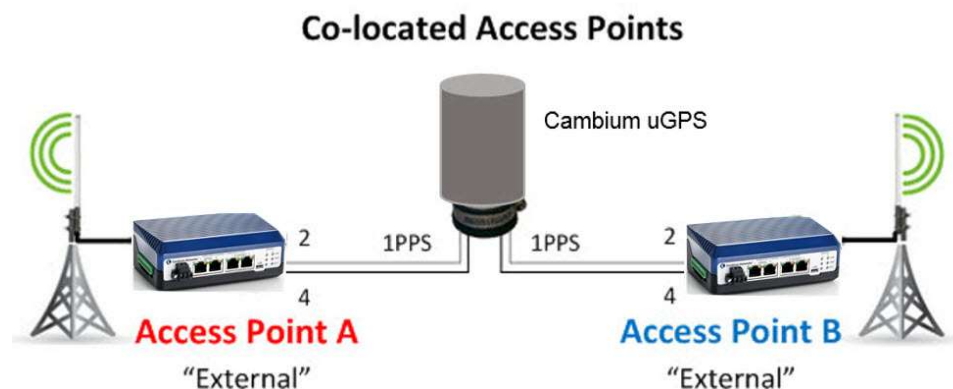 Co-located Access Points
Cambium uGPS
2
1PPS
1PPS
2
4
4
Access Point A
Access Point B
“External”
“External”